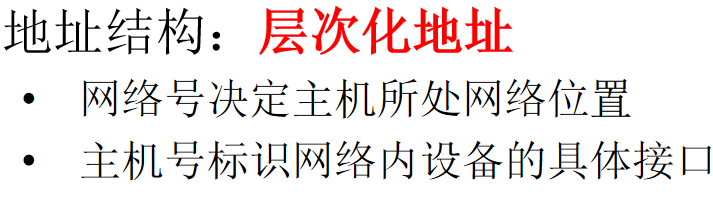 地址结构：层次化地址
• 网络号决定主机所处网络位置
• 主机号标识网络内设备的具体接口